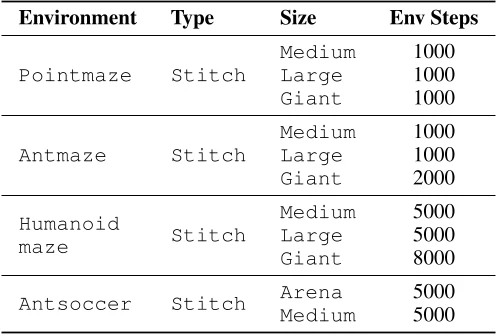 Environment Type Size Env Steps
Medium 1000
Pointmaze Stitch Large 1000
Giant 1000
Medium 1000
Antmaze Stitch Large 1000
Giant 2000
Humanoid maze Stitch Medium 5000
Large 5000
Giant 8000
Antsoccer Stitch Arena 5000
Medium 5000